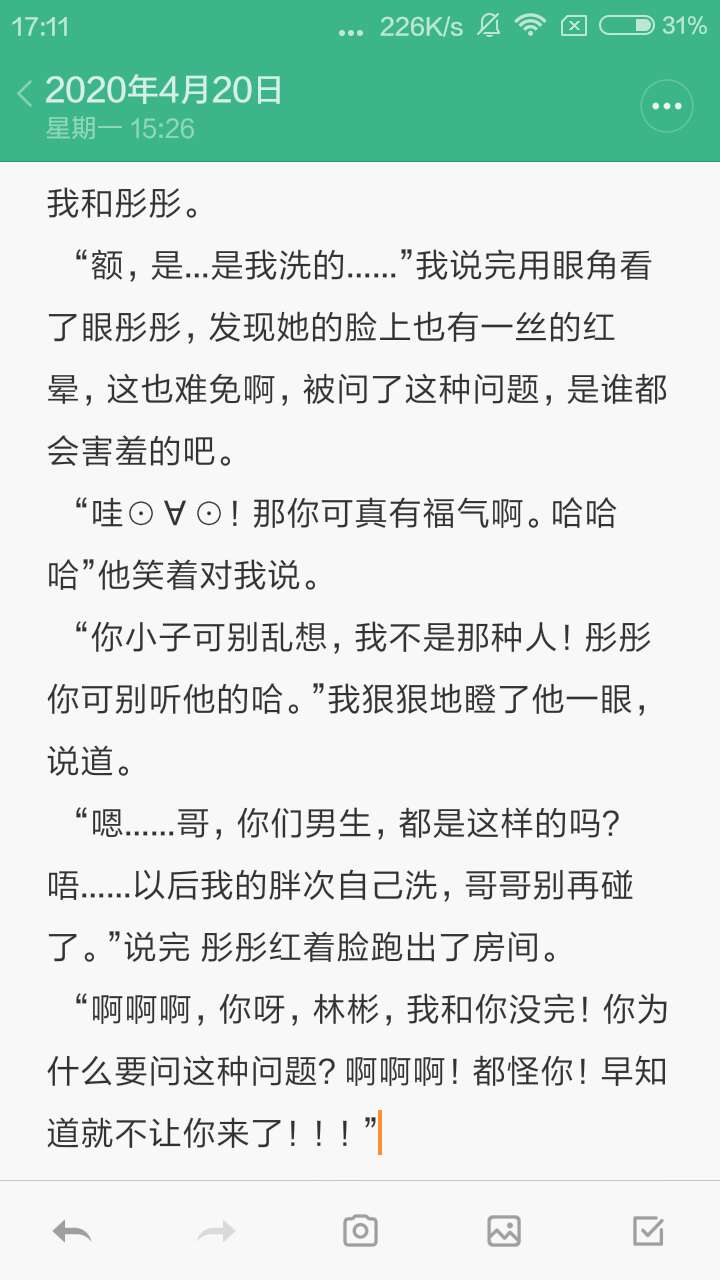 17:11 ... 226K/s 31%
2020年4月20日
星期一 15:26
我和彤彤。
“额，是...是我洗的......”我说完用眼角看
了眼彤彤，发现她的脸上也有一丝的红
晕，这也难免啊，被问了这种问题，是谁都
会害羞的吧。
“哇⊙∀⊙！那你可真有福气啊。哈哈
哈”他笑着对我说。
“你小子可别乱想，我不是那种人！彤彤
你可别听他的哈。”我狠狠地瞪了他一眼，
说道。
“嗯......哥，你们男生，都是这样的吗？
唔......以后我的胖次自己洗，哥哥别再碰
了。”说完 彤彤红着脸跑出了房间。
“啊啊啊，你呀，林彬，我和你没完！你为
什么要问这种问题？啊啊啊！都怪你！早知
道就不让你来了！！！”